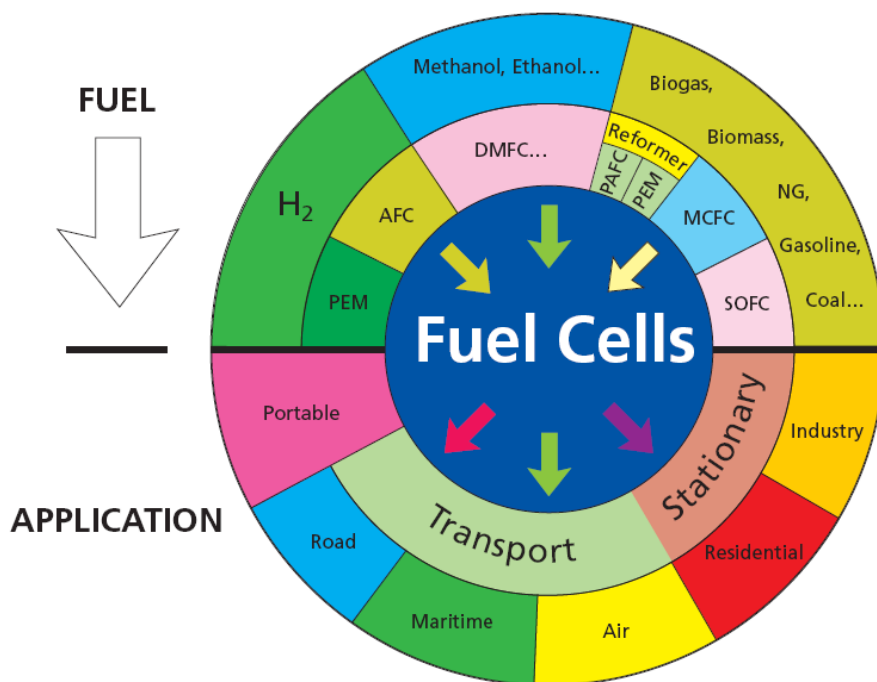 FUEL
Methanol, Ethanol...
Biogas,
Biomass,
NG,
Gasoline,
Coal...
H₂
DMFC...
Reformer
PAFC
PEM
AFC
MCFC
PEM
SOFC
Fuel Cells
APPLICATION
Portable
Transport
Stationary
Industry
Road
Residential
Maritime
Air